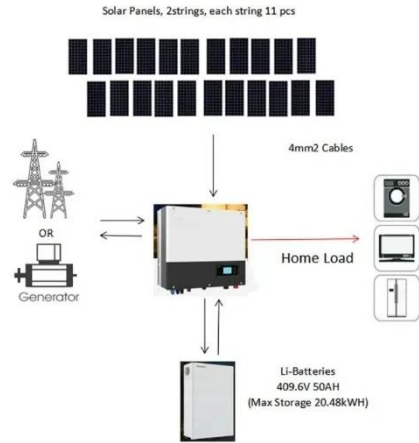 Solar Panels, 2strings, each string 11 pcs
4mm2 Cables
OR
Generator
Home Load
Li-Batteries
409.6V 50AH
(Max Storage 20.48kWH)